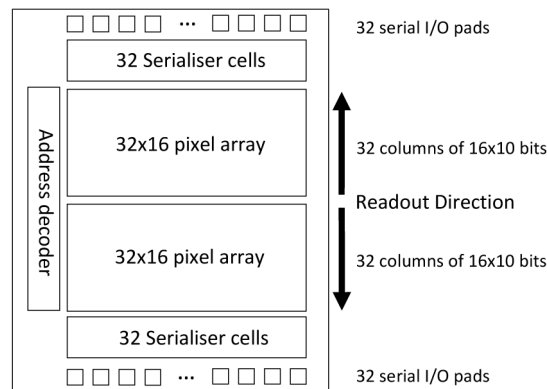 ... 32 serial I/O pads
32 Serialiser cells
Address decoder
32x16 pixel array
32 columns of 16x10 bits
Readout Direction
32x16 pixel array
32 columns of 16x10 bits
32 Serialiser cells
... 32 serial I/O pads